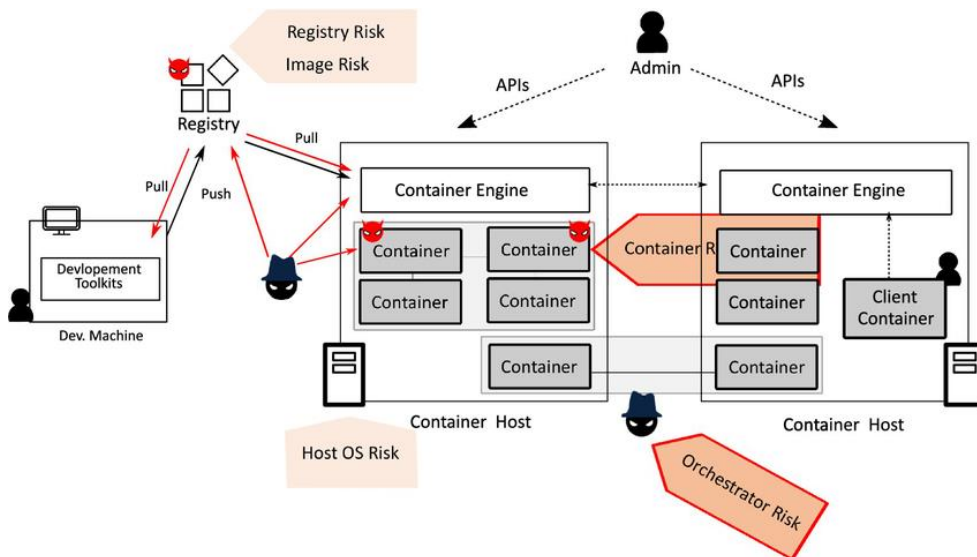 Registry Risk
Image Risk
Admin
APIs
APIs
Registry
Pull
Pull
Push
Container Engine
Container Engine
Container
Container
Container R
Container
Container
Container
Container
Client
Container
Devlopement
Toolkits
Dev. Machine
Container
Container
Container Host
Container Host
Host OS Risk
Orchestrator Risk